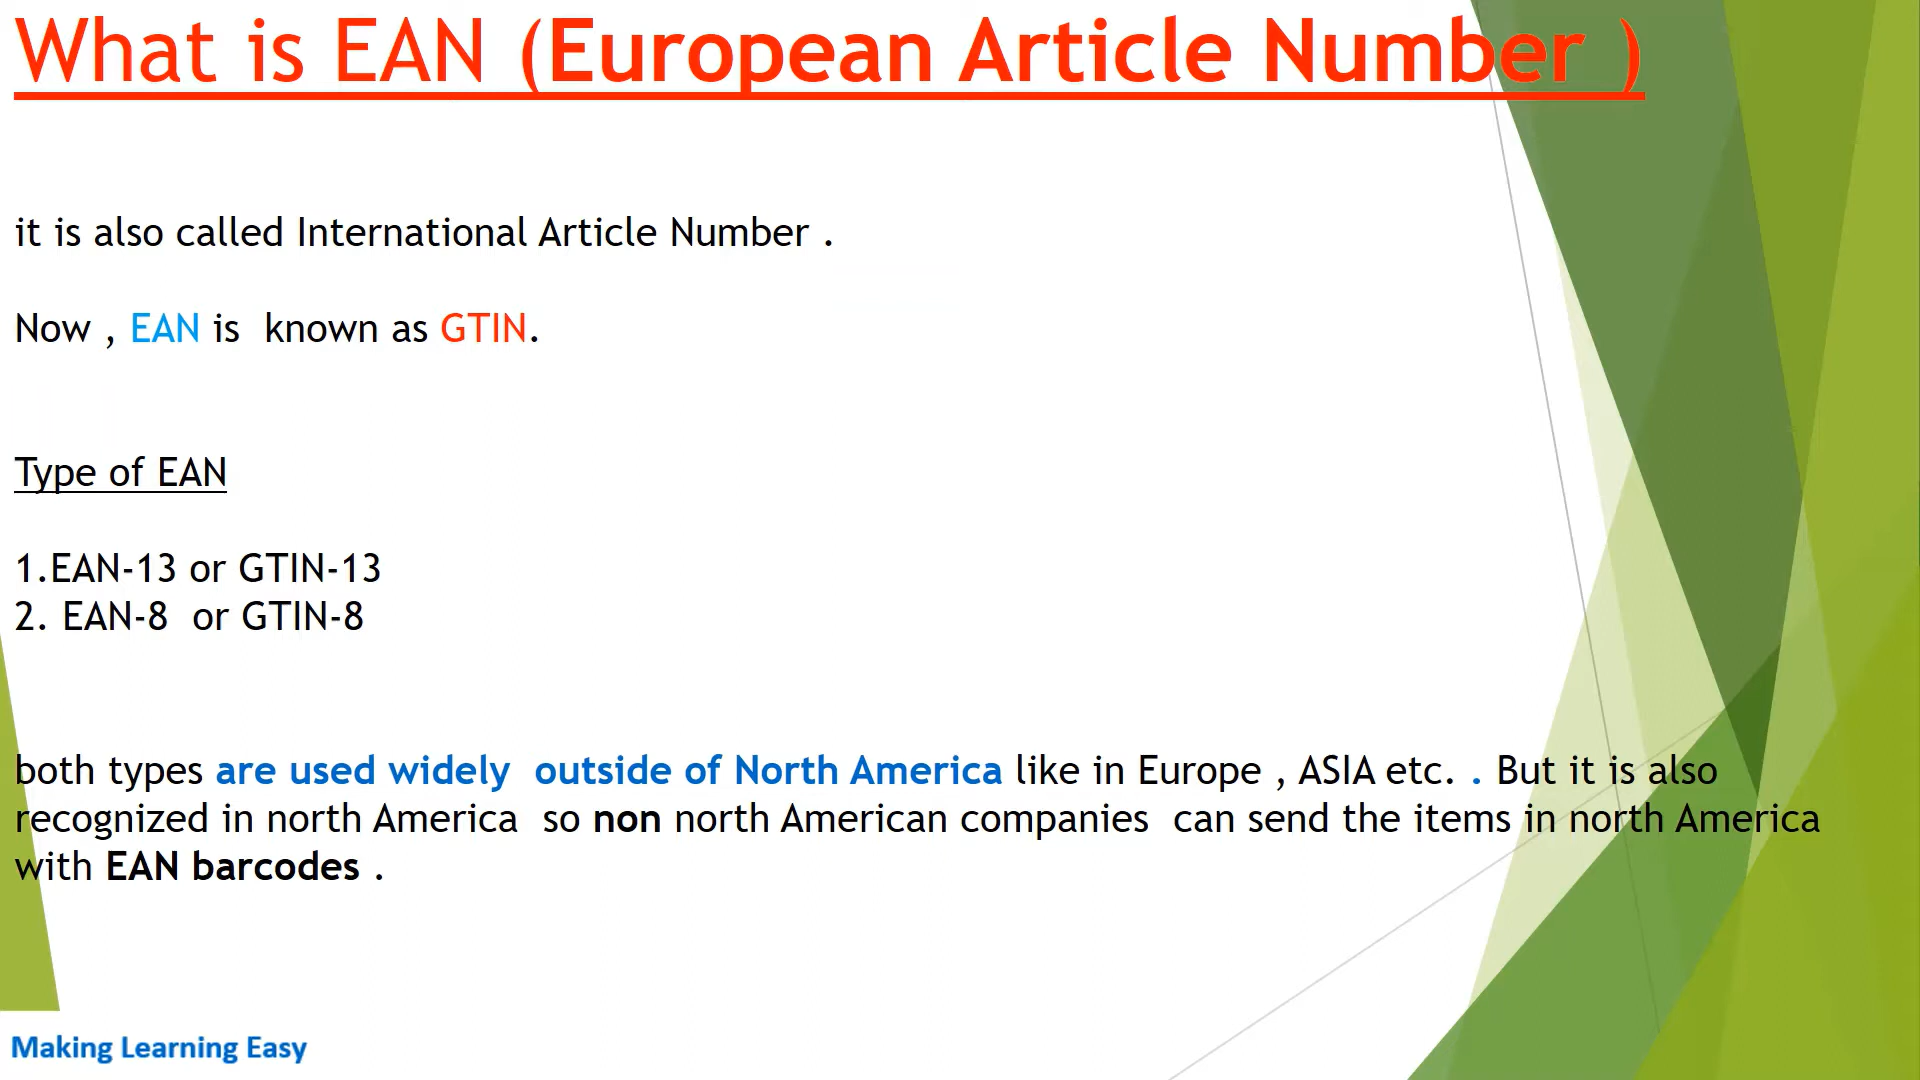 What is EAN (European Article Number )
it is also called International Article Number .
Now , EAN is  known as GTIN.
Type of EAN
1.EAN-13 or GTIN-13
2. EAN-8  or GTIN-8
both types are used widely  outside of North America like in Europe , ASIA etc. . But it is also
recognized in north America  so non north American companies  can send the items in north America
with EAN barcodes .
Making Learning Easy